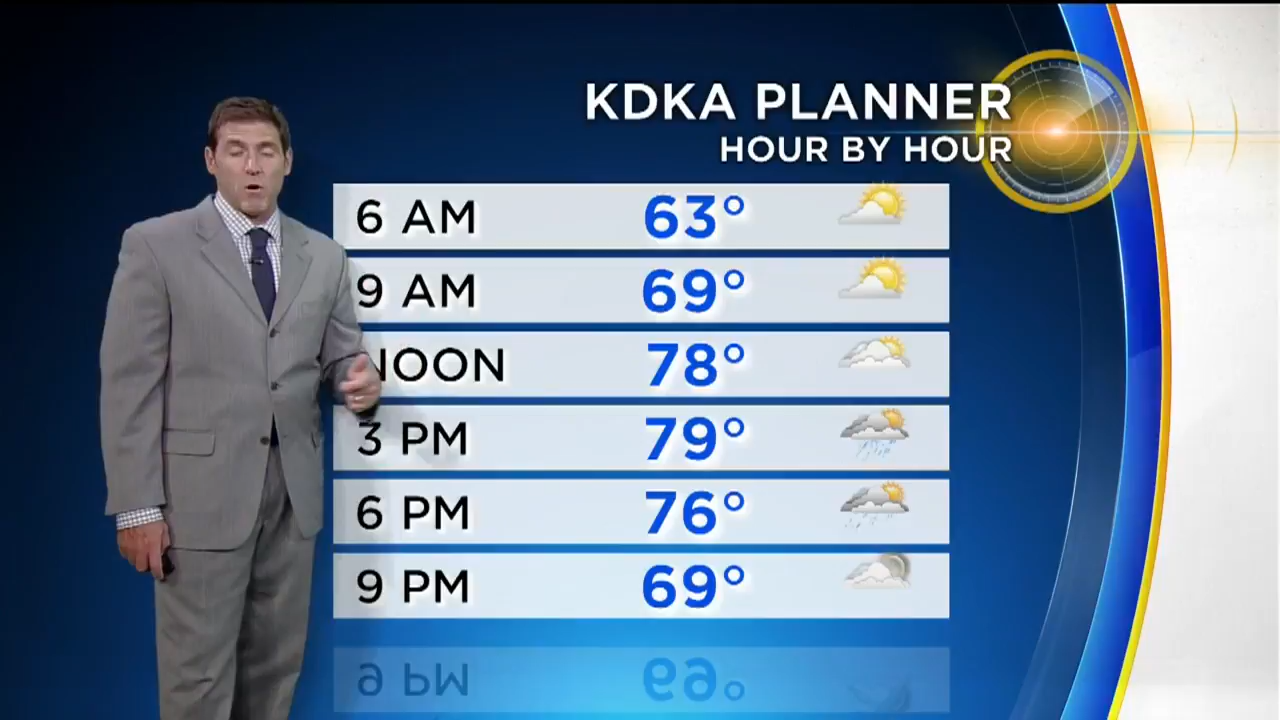 KDKA PLANNER
HOUR BY HOUR
6 AM 63°
9 AM 69°
NOON 78°
3 PM 79°
6 PM 76°
9 PM 69°